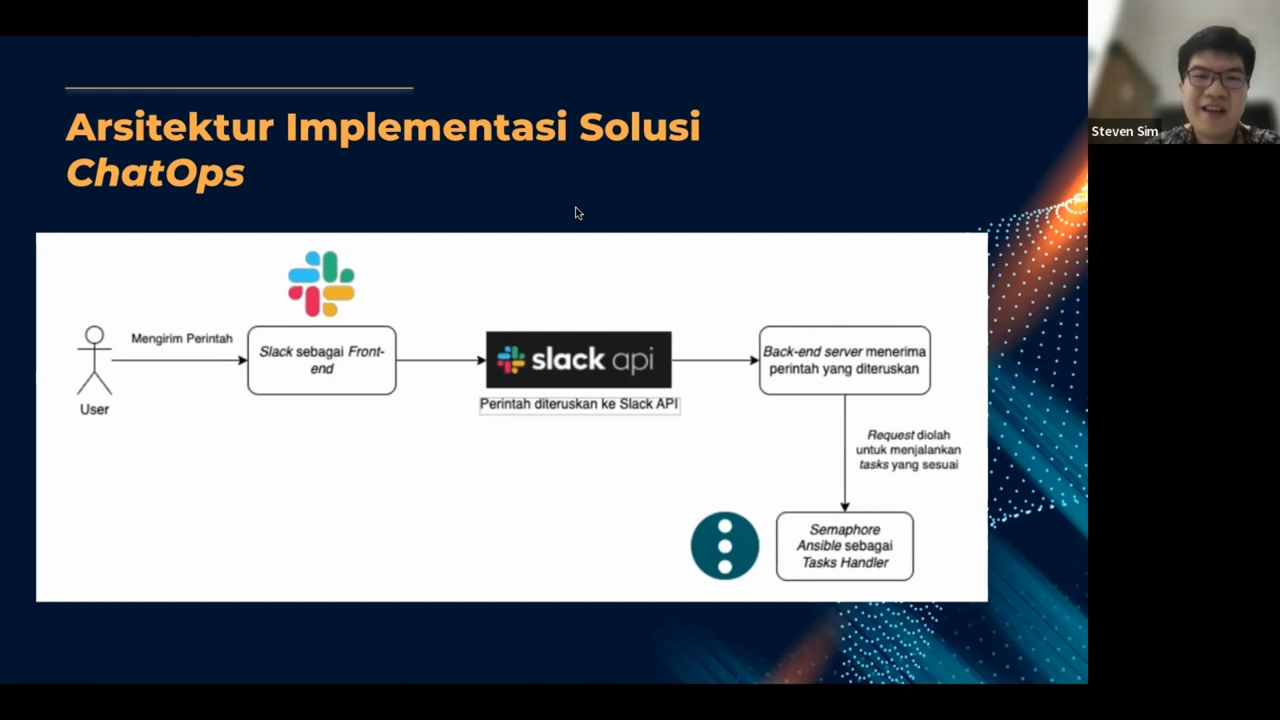 Arsitektur Implementasi Solusi
ChatOps
Steven Sim
Mengirim Perintah
User
Slack sebagai Front-
end
slack api
Perintah diteruskan ke Slack API
Back-end server menerima
perintah yang diteruskan
Request diolah
untuk menjalankan
tasks yang sesuai
Semaphore
Ansible sebagai
Tasks Handler